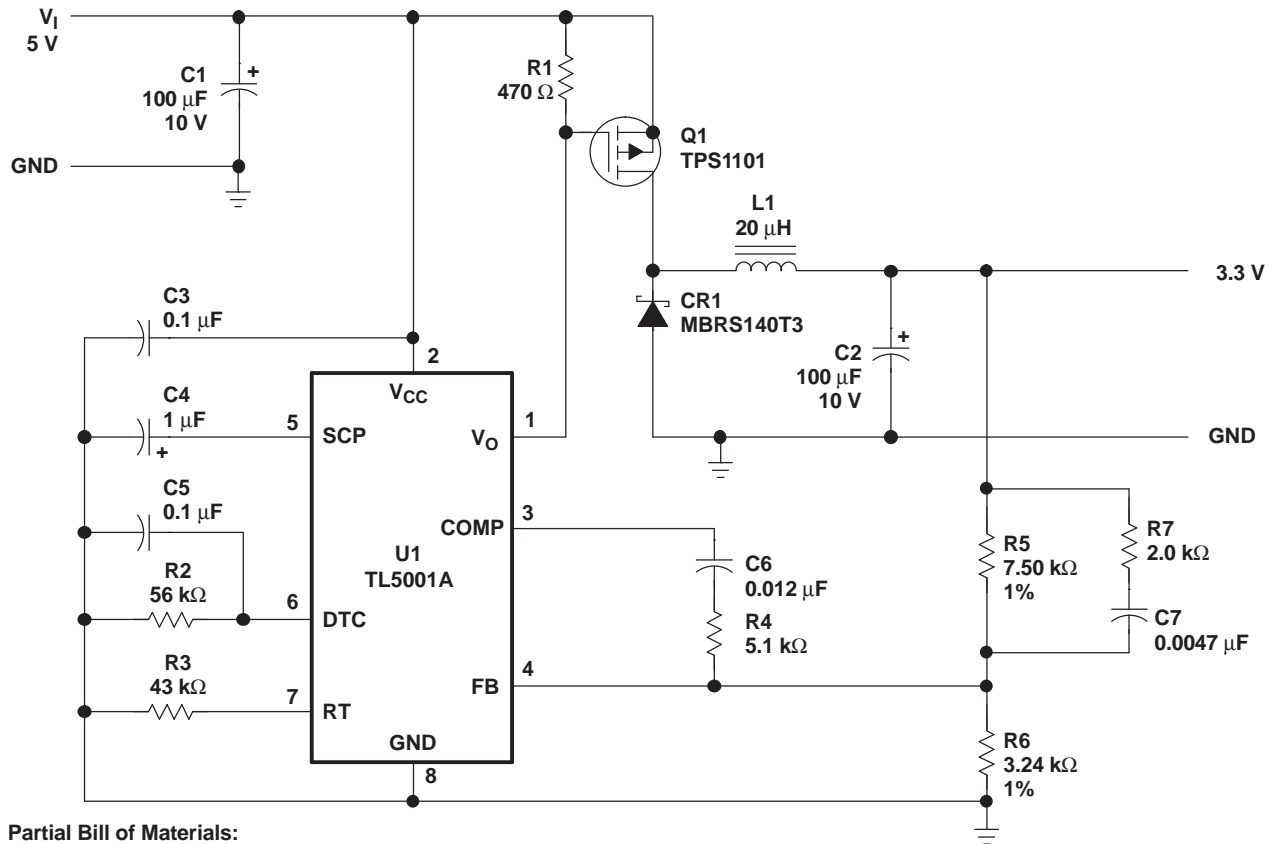 VI
5 V
C1
100 μF
10 V
+
GND
R1
470 Ω
Q1
TPS1101
L1
20 μH
3.3 V
CR1
MBRS140T3
C2
100 μF
10 V
+
GND
C3
0.1 μF
2
VCC
C4
1 μF
+
5
SCP
1
VO
C5
0.1 μF
COMP
3
U1
TL5001A
R2
56 kΩ
6
DTC
C6
0.012 μF
R4
5.1 kΩ
R5
7.50 kΩ
1%
R7
2.0 kΩ
C7
0.0047 μF
R3
43 kΩ
7
RT
FB
4
GND
8
R6
3.24 kΩ
1%
Partial Bill of Materials: